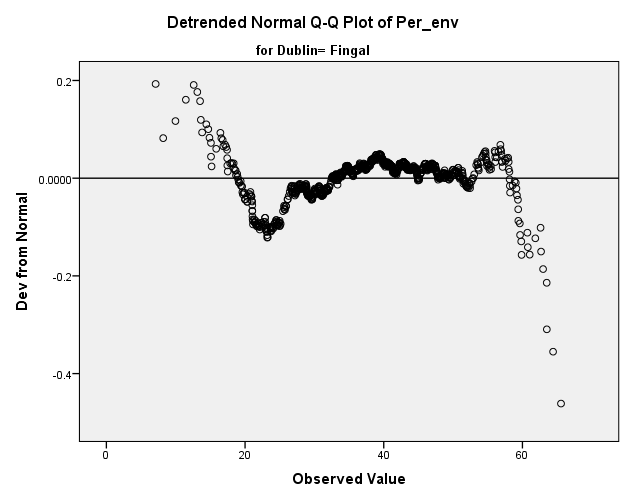 Detrended Normal Q-Q Plot of Per_env
for Dublin= Fingal
Dev from Normal
0.2
0.0000
-0.2
-0.4
0
20
40
60
Observed Value